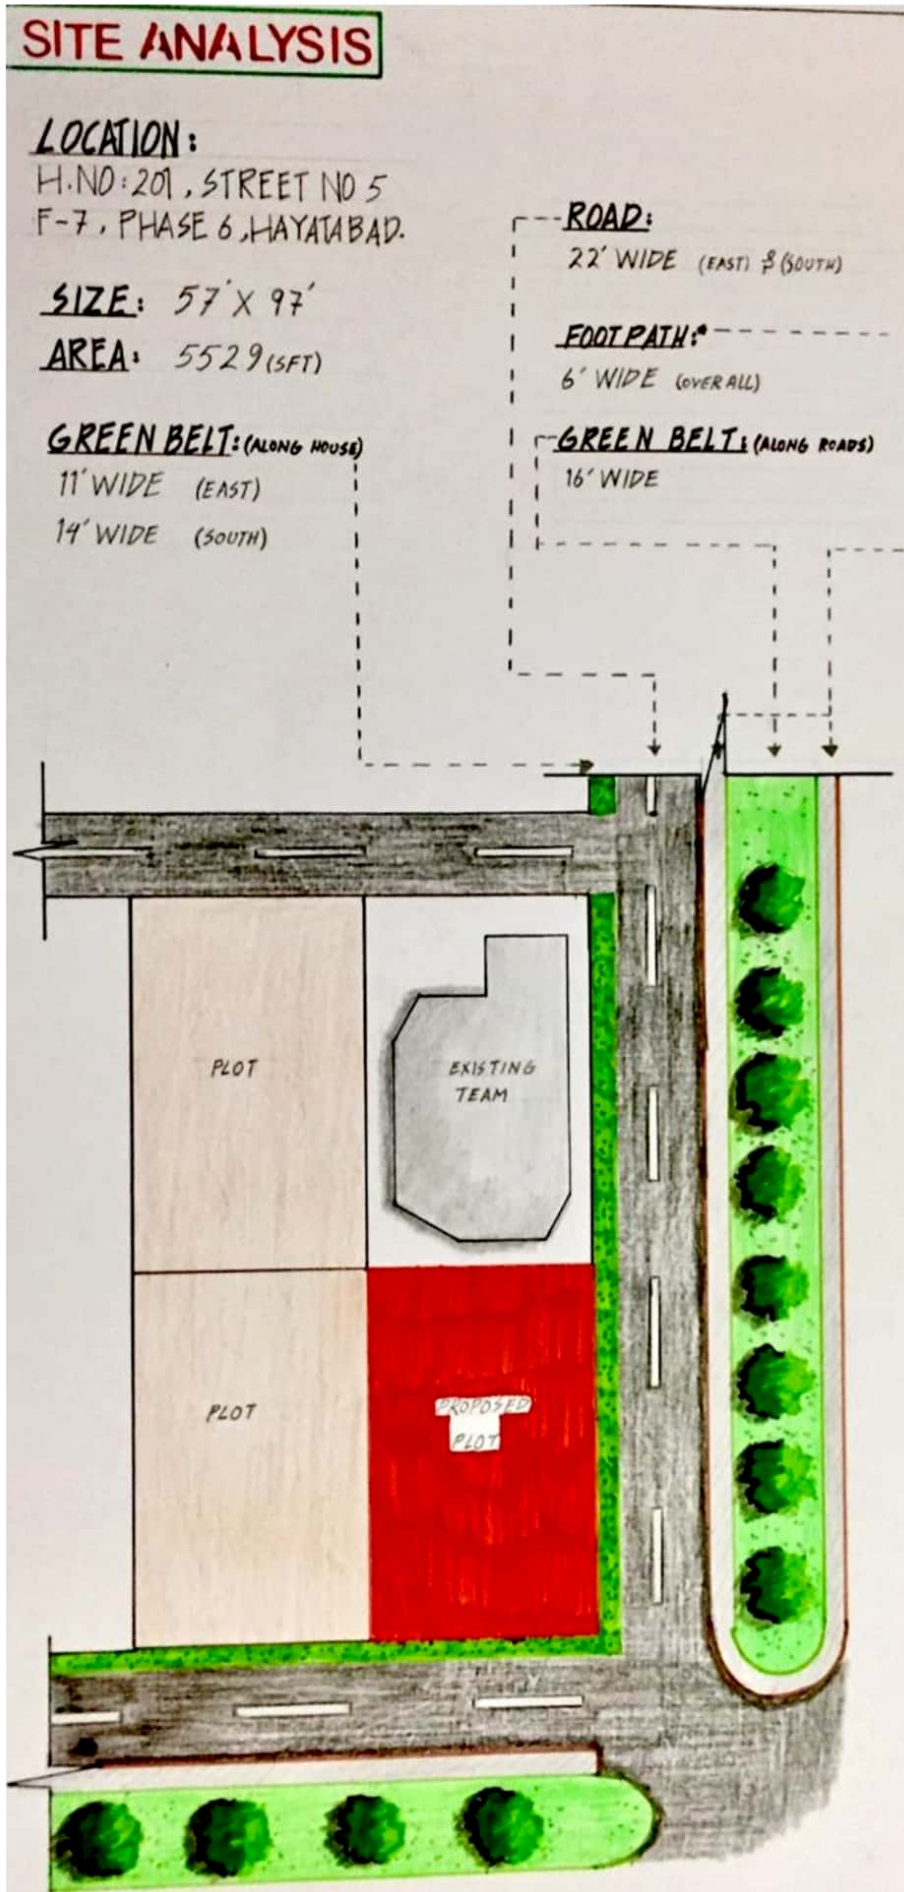 SITE ANALYSIS
LOCATION:
H.NO:201, STREET NO 5
F-7, PHASE 6, HAYATABAD.
SIZE: 57' X 97'
AREA: 5529 (SFT)
GREEN BELT: (ALONG HOUSE)
11' WIDE (EAST)
14' WIDE (SOUTH)
ROAD:
22' WIDE (EAST) & (SOUTH)
FOOTPATH:
6' WIDE (OVER ALL)
GREEN BELT: (ALONG ROADS)
16' WIDE
PLOT
EXISTING
TEAM
PLOT
PROPOSED
PLOT